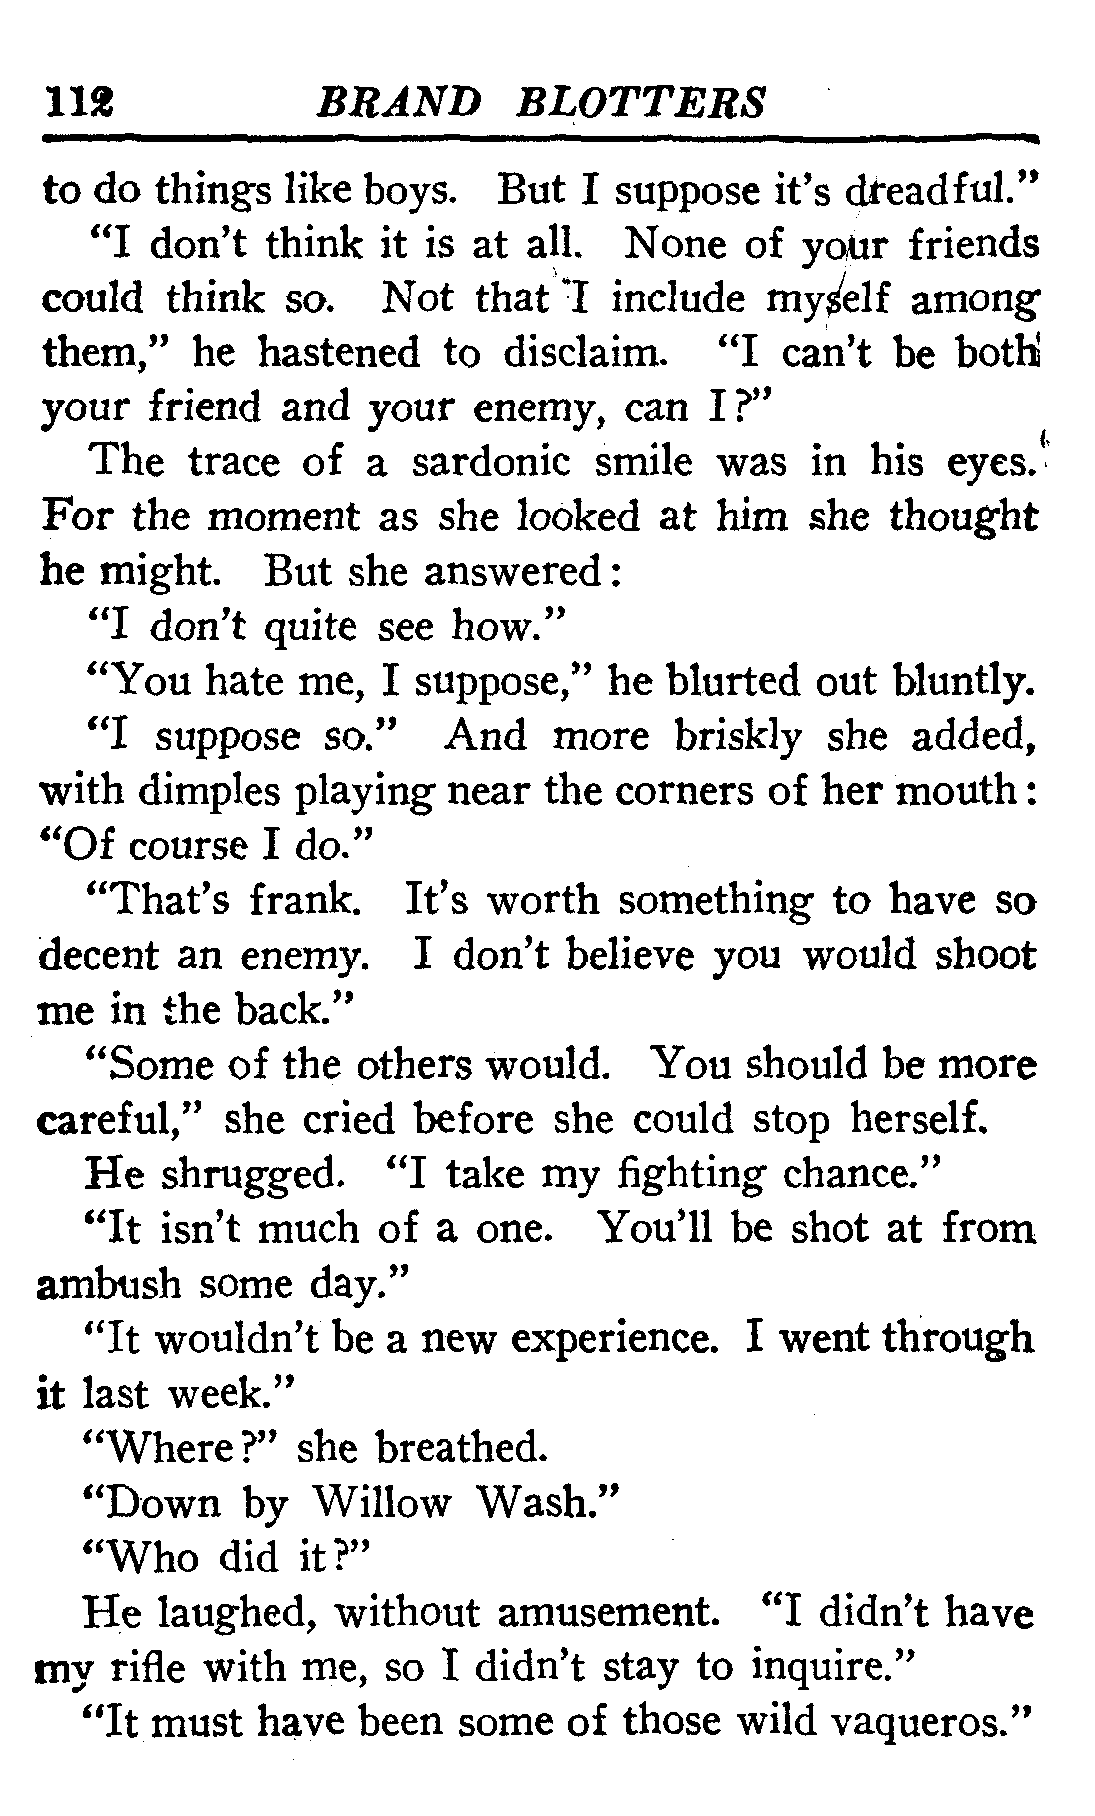 112 BRAND BLOTTERS
to do things like boys. But I suppose it's dreadful."
"I don't think it is at all. None of your friends
could think so. Not that I include myself among
them," he hastened to disclaim. "I can't be both
your friend and your enemy, can I?"
The trace of a sardonic smile was in his eyes.
For the moment as she looked at him she thought
he might. But she answered:
"I don't quite see how."
"You hate me, I suppose," he blurted out bluntly.
"I suppose so." And more briskly she added,
with dimples playing near the corners of her mouth:
"Of course I do."
"That's frank. It's worth something to have so
decent an enemy. I don't believe you would shoot
me in the back."
"Some of the others would. You should be more
careful," she cried before she could stop herself.
He shrugged. "I take my fighting chance."
"It isn't much of a one. You'll be shot at from
ambush some day."
"It wouldn't be a new experience. I went through
it last week."
"Where?" she breathed.
"Down by Willow Wash."
"Who did it?"
He laughed, without amusement. "I didn't have
my rifle with me, so I didn't stay to inquire."
"It must have been some of those wild vaqueros."